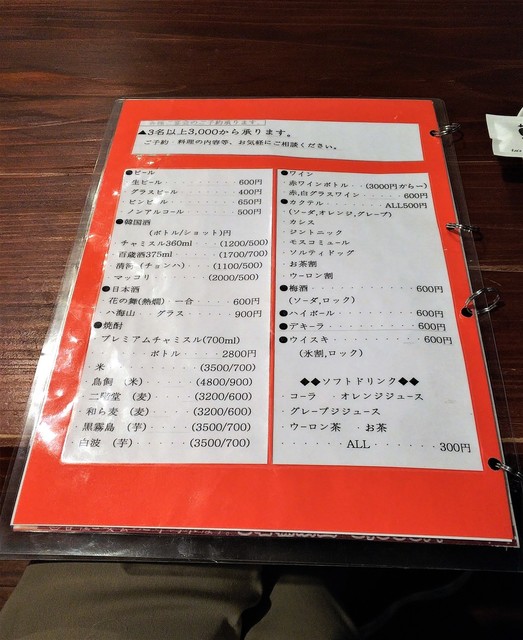 ▲3名以上3,000から承ります。
ご予約・料理の内容等、お気軽にご相談ください。
●ビール
生ビール 600円
グラスビール 400円
ビンビール 650円
ノンアルコール 500円
●韓国酒
(ボトル/ショット)円
チャミスル360ml (1200/500)
百歳酒375ml (1700/700)
清河 (チョンハ) (1100/500)
マッコリ (2000/500)
●日本酒
花の舞(熱燗) 一合 600円
八海山 グラス 900円
●焼酎
プレミアムチャミスル(700ml)
ボトル 2800円
米 (3500/700)
鳥飼 (米) (4800/900)
二階堂 (麦) (3200/600)
和ら麦 (麦) (3200/600)
黒霧島 (芋) (3500/700)
白波 (芋) (3500/700)
●ワイン
赤ワインボトル (3000円から～)
赤,白グラスワイン 600円
●カクテル ALL500円
(ソーダ,オレンジ,グレープ)
カシス
ジントニック
モスコミュール
ソルティドッグ
お茶割
ウーロン割
●梅酒 600円
(ソーダ,ロック)
●ハイボール 600円
●テキーラ 600円
●ウイスキ 600円
(氷割,ロック)
◆◆ソフトドリンク◆◆
コーラ ・オレンジジュース
グレープジジュース
ウーロン茶 ・お茶
ALL 300円